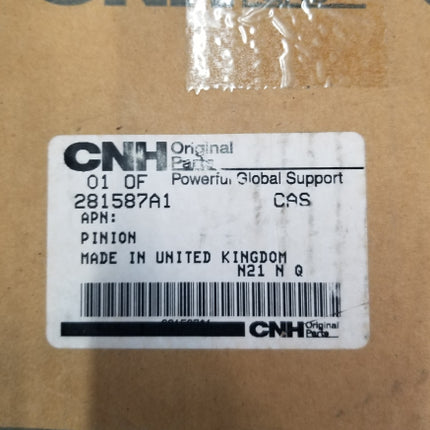 CNH Original
Parts
Powerful Global Support
01 OF
281587A1 CAS
APN:
PINION
MADE IN UNITED KINGDOM
N21 N Q
281587A1
CNH Original
Parts